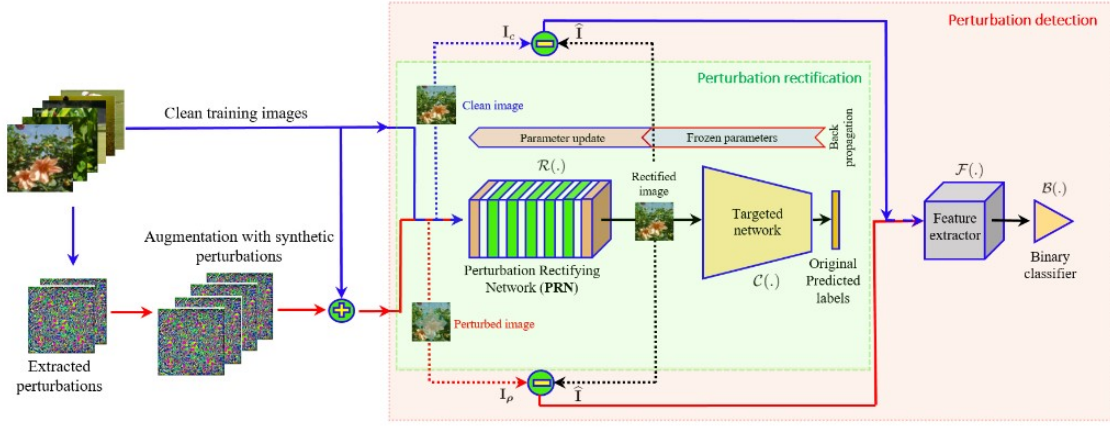 Perturbation detection
I_c
Î
Perturbation rectification
Clean training images
Clean image
Parameter update
Frozen parameters
Back
propagation
R(.)
Rectified
image
F(.)
B(.)
Targeted
network
Feature
extractor
Augmentation with synthetic
perturbations
Perturbation Rectifying
Network (PRN)
C(.)
Original
Predicted
labels
Binary
classifier
Perturbed image
Extracted
perturbations
I_ρ
Î